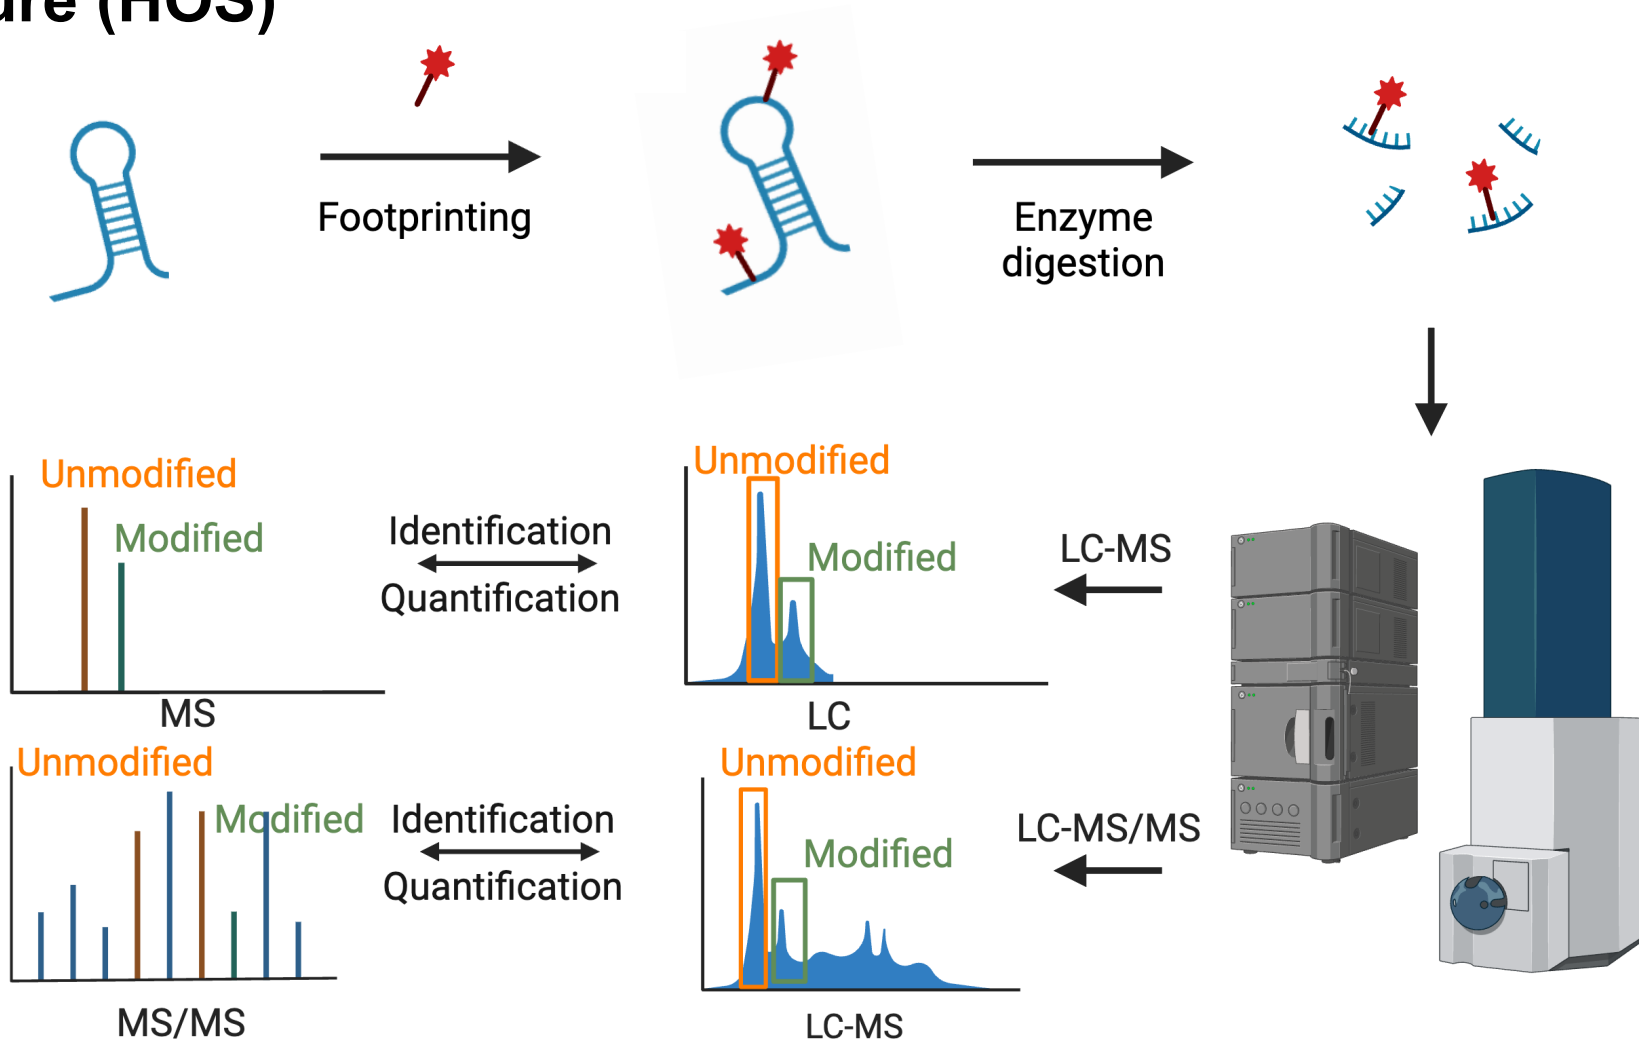 (HOS)
Footprinting
Enzyme
digestion
Unmodified
Modified
MS
Identification
Quantification
Unmodified
Modified
LC
LC-MS
Unmodified
Modified
MS/MS
Identification
Quantification
Unmodified
Modified
LC-MS
LC-MS/MS